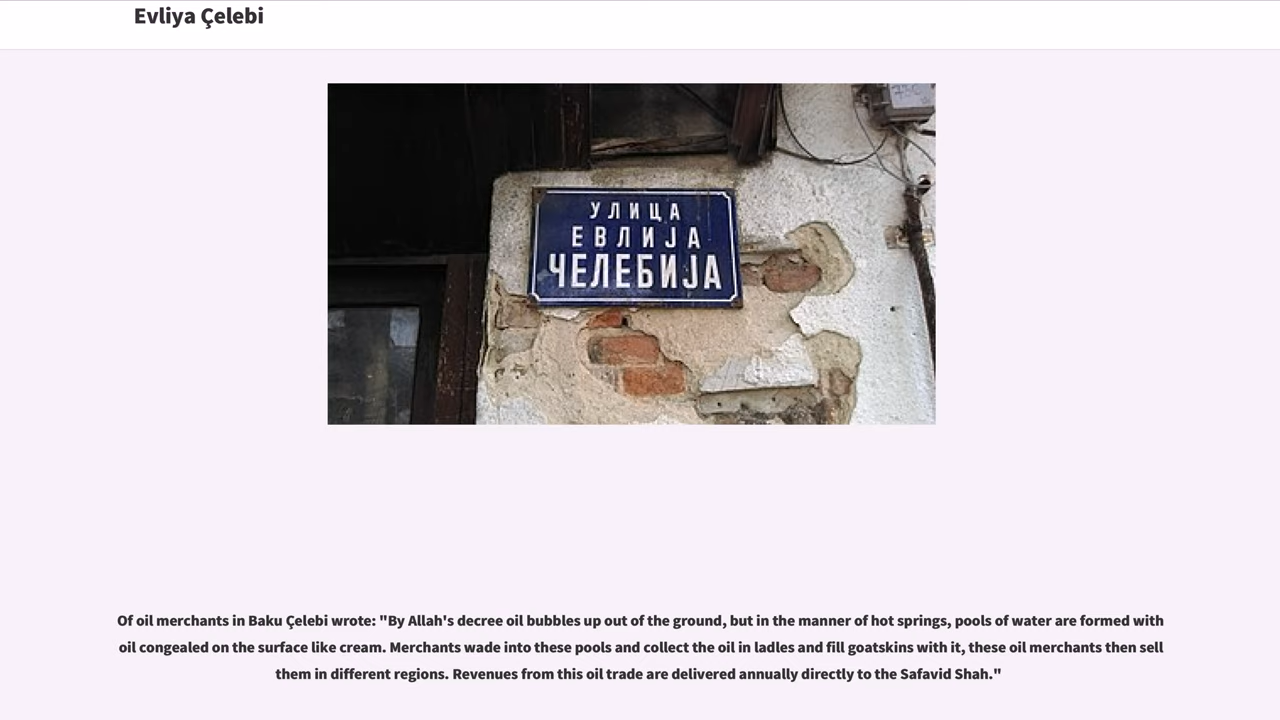 Evliya Çelebi
УЛИЦА
ЕВЛИЈА
ЧЕЛЕБИЈА
Of oil merchants in Baku Çelebi wrote: "By Allah's decree oil bubbles up out of the ground, but in the manner of hot springs, pools of water are formed with
oil congealed on the surface like cream. Merchants wade into these pools and collect the oil in ladles and fill goatskins with it, these oil merchants then sell
them in different regions. Revenues from this oil trade are delivered annually directly to the Safavid Shah."